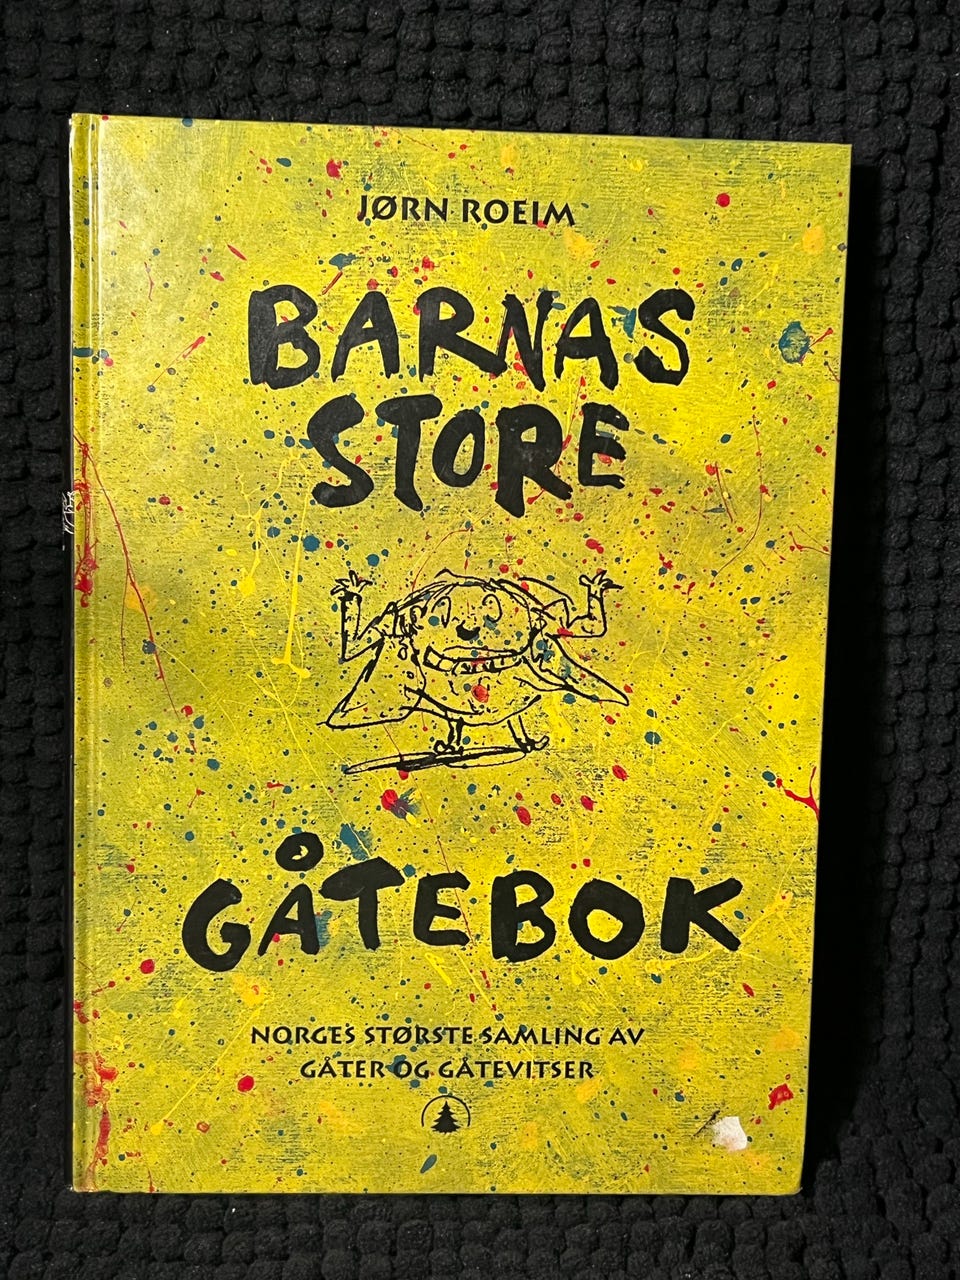 JØRN ROEIM
BARNAS
STORE
GÅTEBOK
NORGES STØRSTE SAMLING AV
GÅTER OG GÅTEVITSER